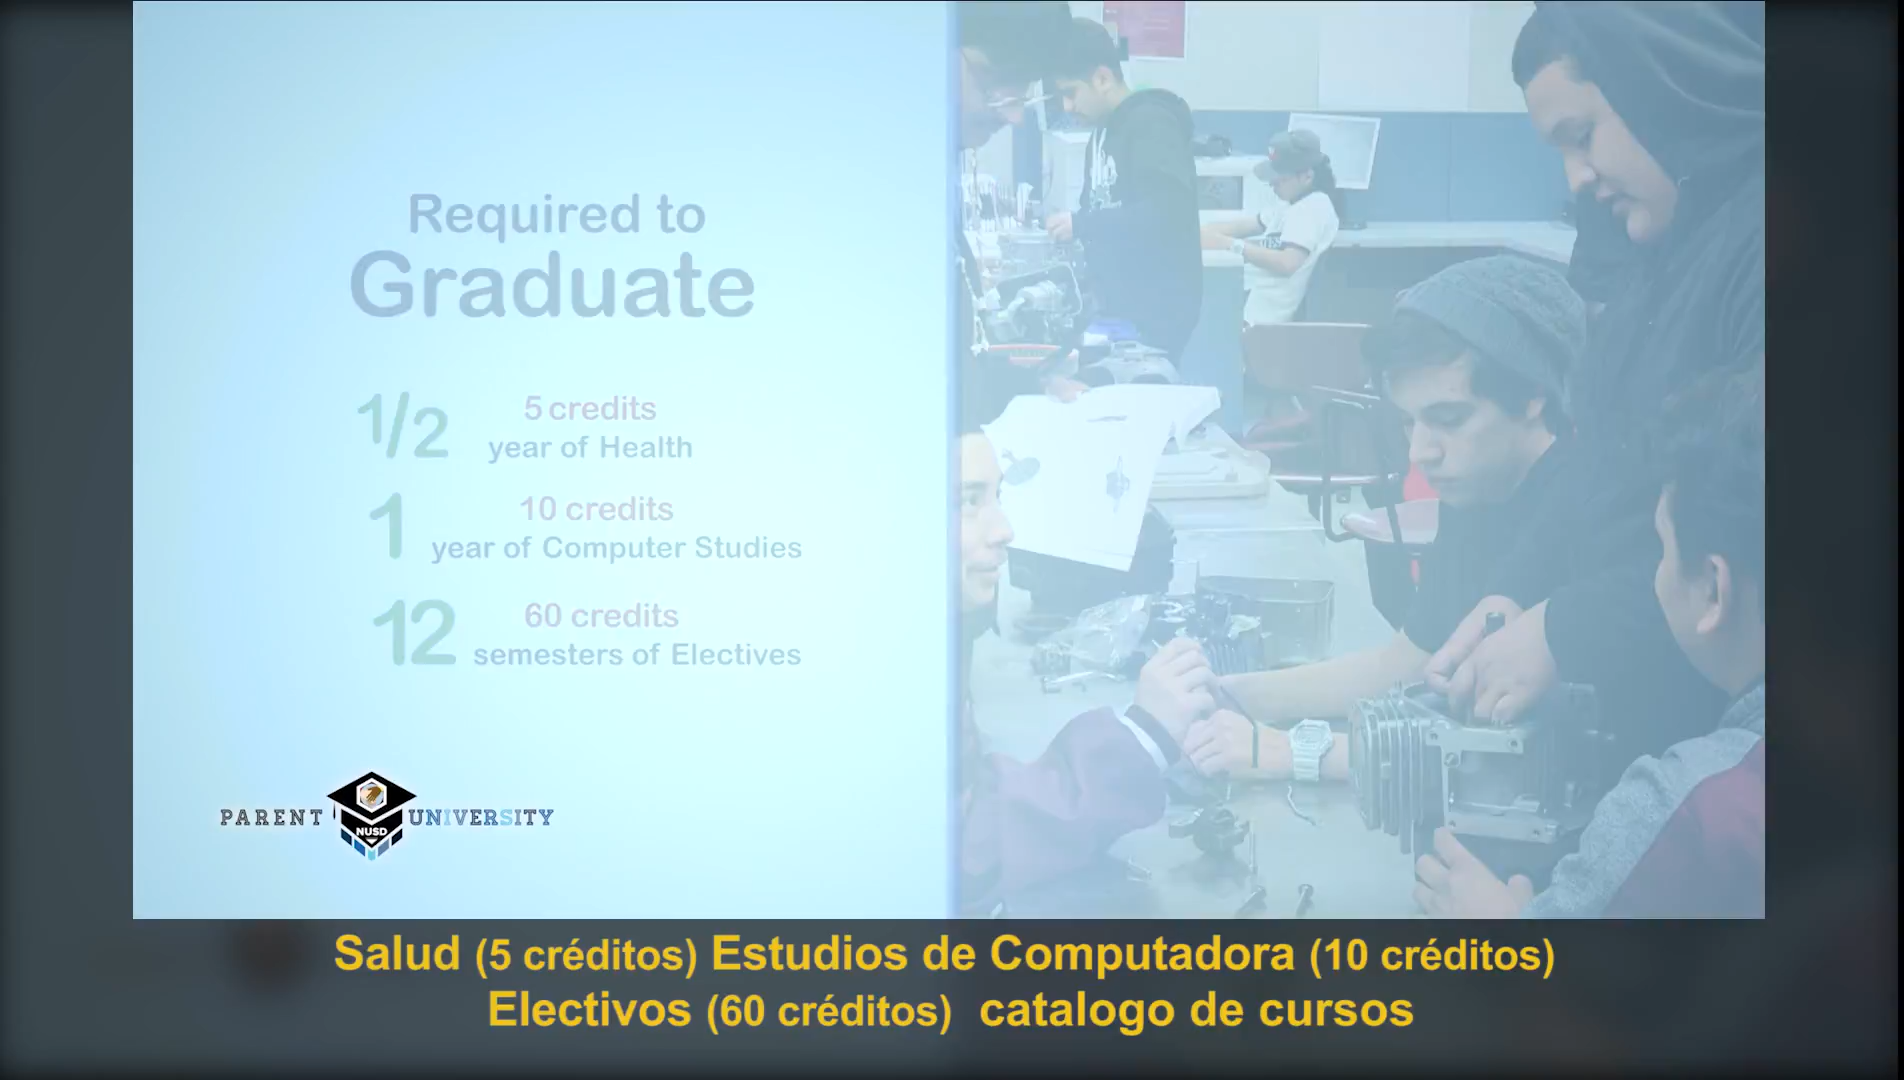 Required to
Graduate
1/2
5 credits
year of Health
1
10 credits
year of Computer Studies
12
60 credits
semesters of Electives
PARENT NUSD UNIVERSITY
Salud (5 créditos) Estudios de Computadora (10 créditos)
Electivos (60 créditos) catalogo de cursos